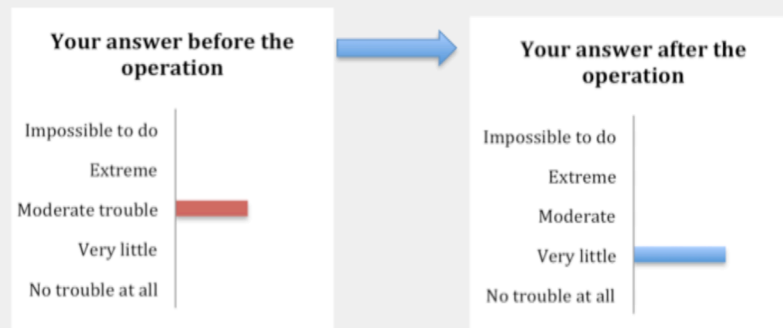 Your answer before the
operation
Impossible to do
Extreme
Moderate trouble
Very little
No trouble at all
Your answer after the
operation
Impossible to do
Extreme
Moderate
Very little
No trouble at all